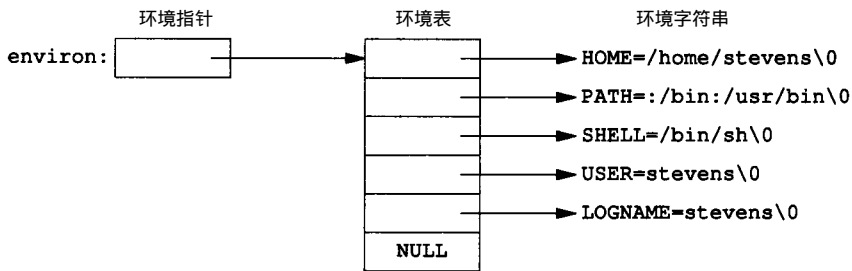 环境指针 环境表 环境字符串
environ: HOME=/home/stevens\0
PATH=:/bin:/usr/bin\0
SHELL=/bin/sh\0
USER=stevens\0
LOGNAME=stevens\0
NULL